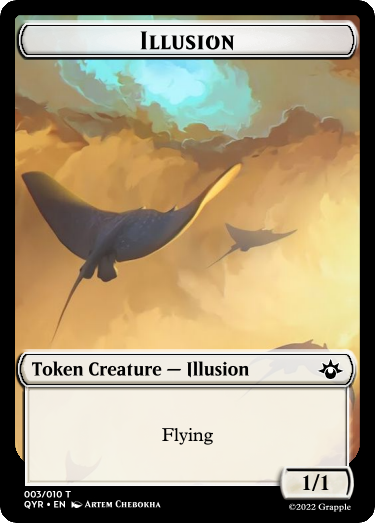 Illusion
Token Creature — Illusion
Flying
1/1
003/010 T
QYR • EN Artem Chebokha
©2022 Grapple